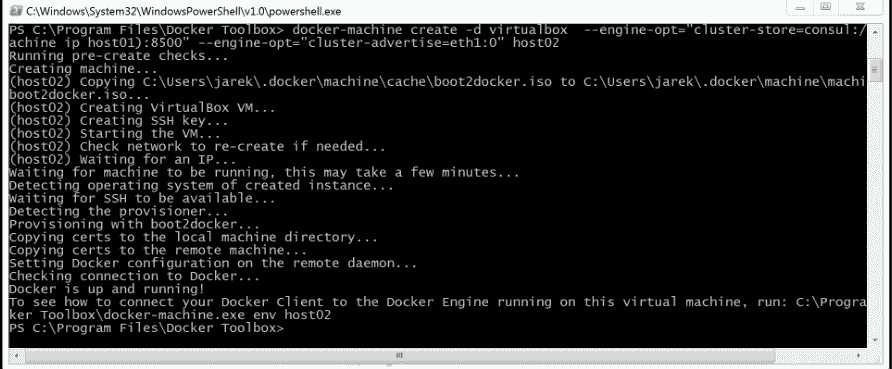 C:\Windows\System32\WindowsPowerShell\v1.0\powershell.exe
PS C:\Program Files\Docker Toolbox> docker-machine create -d virtualbox  --engine-opt="cluster-store=consul:/
achine ip host01):8500" --engine-opt="cluster-advertise=eth1:0" host02
Running pre-create checks...
Creating machine...
(host02) Copying C:\Users\jarek\.docker\machine\cache\boot2docker.iso to C:\Users\jarek\.docker\machine\machi
boot2docker.iso...
(host02) Creating VirtualBox VM...
(host02) Creating SSH key...
(host02) Starting the VM...
(host02) Check network to re-create if needed...
(host02) Waiting for an IP...
Waiting for machine to be running, this may take a few minutes...
Detecting operating system of created instance...
Waiting for SSH to be available...
Detecting the provisioner...
Provisioning with boot2docker...
Copying certs to the local machine directory...
Copying certs to the remote machine...
Setting Docker configuration on the remote daemon...
Checking connection to Docker...
Docker is up and running!
To see how to connect your Docker Client to the Docker Engine running on this virtual machine, run: C:\Progra
ker Toolbox\docker-machine.exe env host02
PS C:\Program Files\Docker Toolbox>